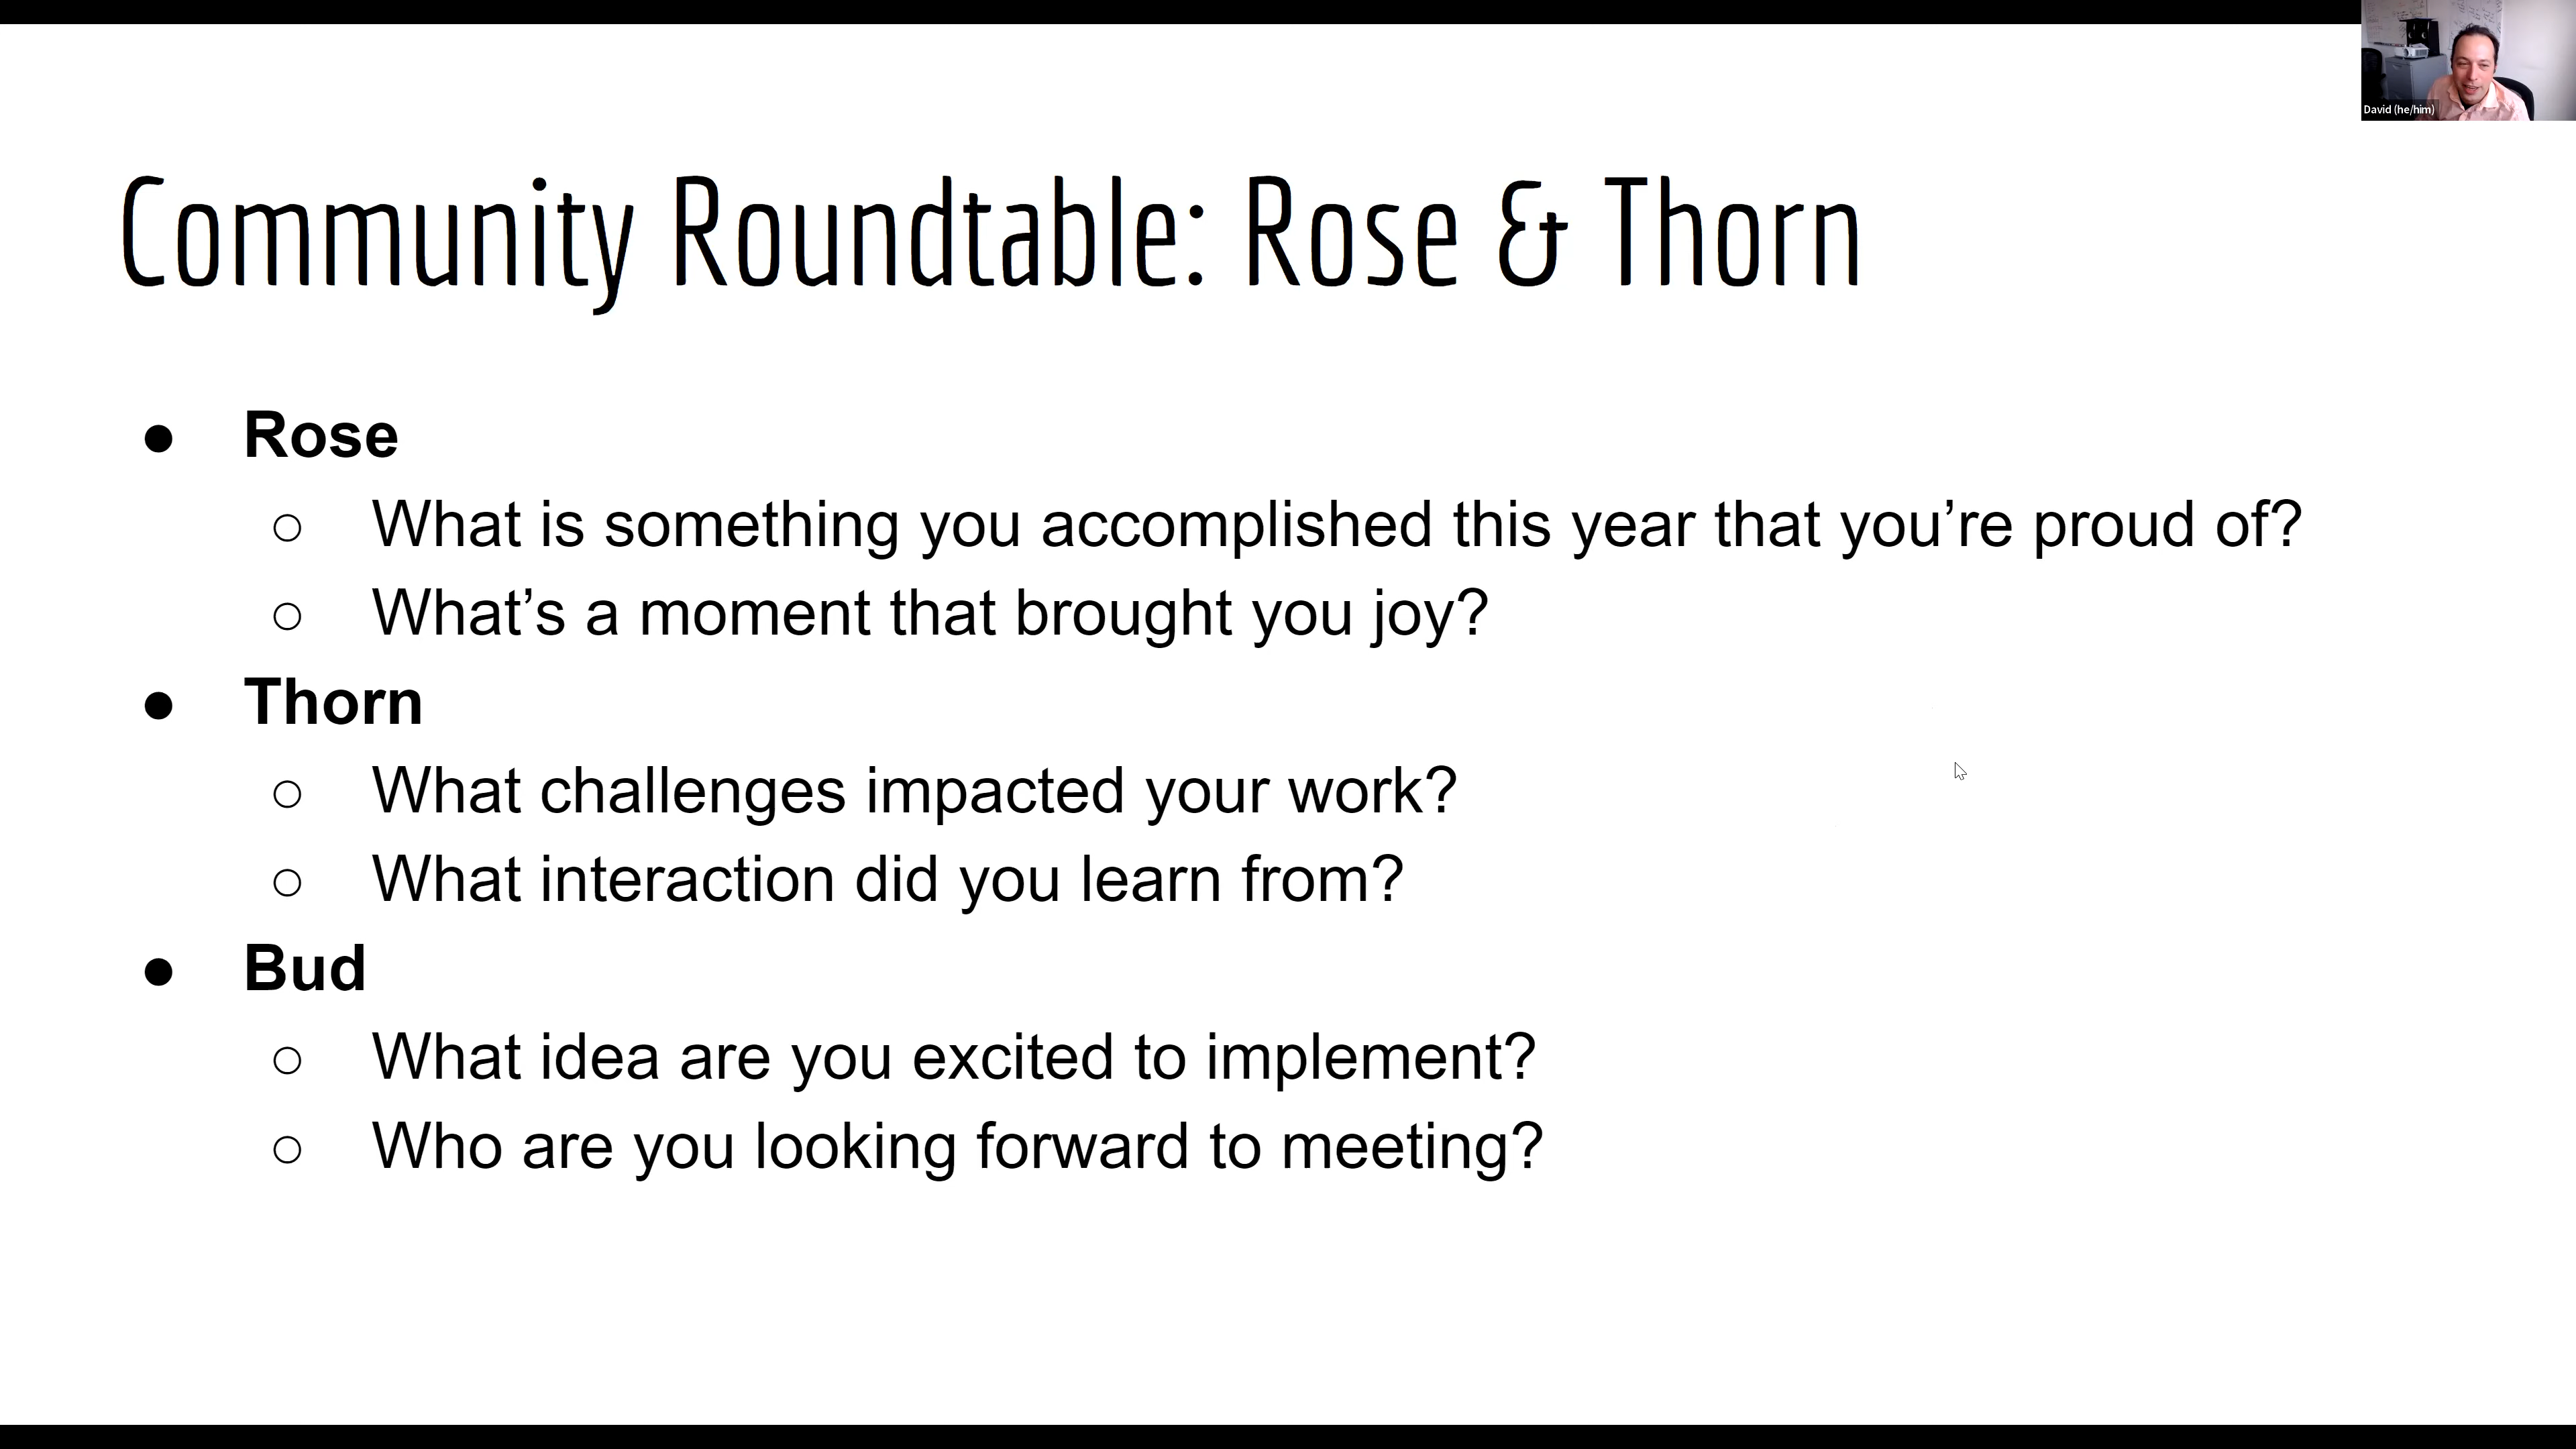 David (he/him)
Community Roundtable: Rose & Thorn
● Rose
○ What is something you accomplished this year that you’re proud of?
○ What’s a moment that brought you joy?
● Thorn
○ What challenges impacted your work?
○ What interaction did you learn from?
● Bud
○ What idea are you excited to implement?
○ Who are you looking forward to meeting?